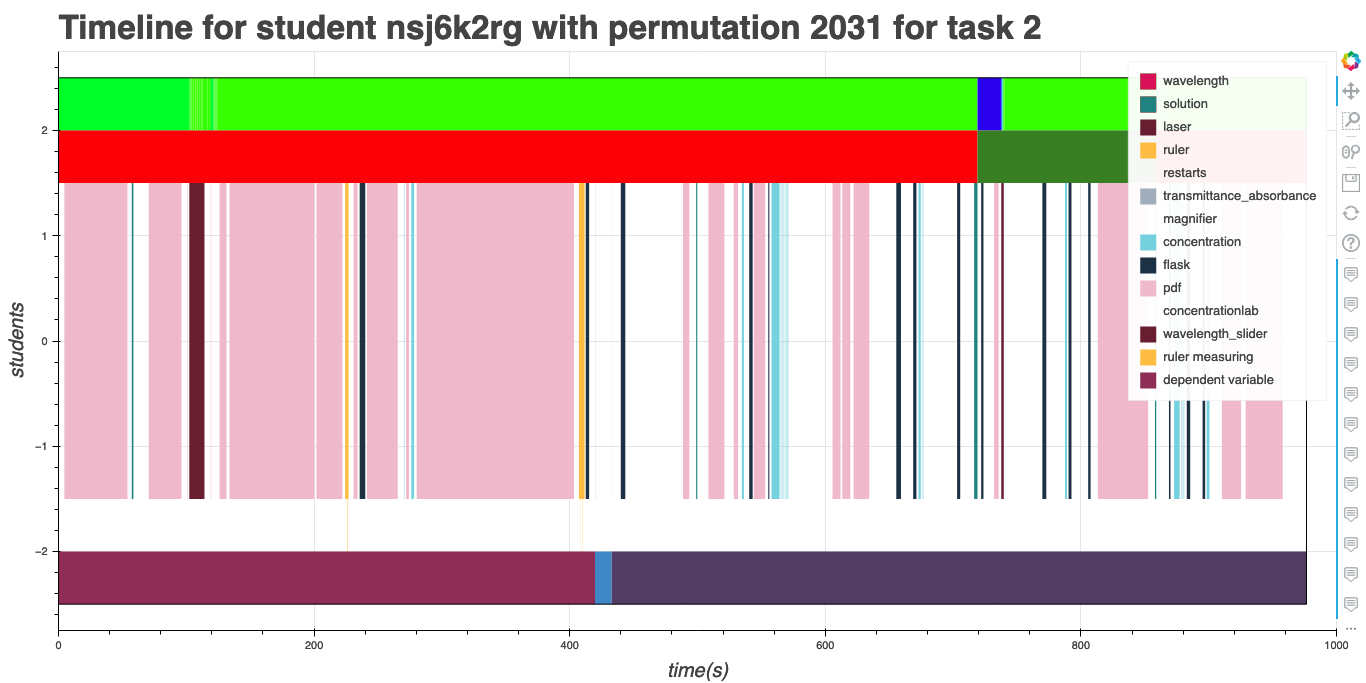 Timeline for student nsj6k2rg with permutation 2031 for task 2
wavelength
solution
laser
ruler
restarts
transmittance_absorbance
magnifier
concentration
flask
pdf
concentrationlab
wavelength_slider
ruler measuring
dependent variable
students
2
1
0
−1
−2
0
200
400
600
800
1000
time(s)